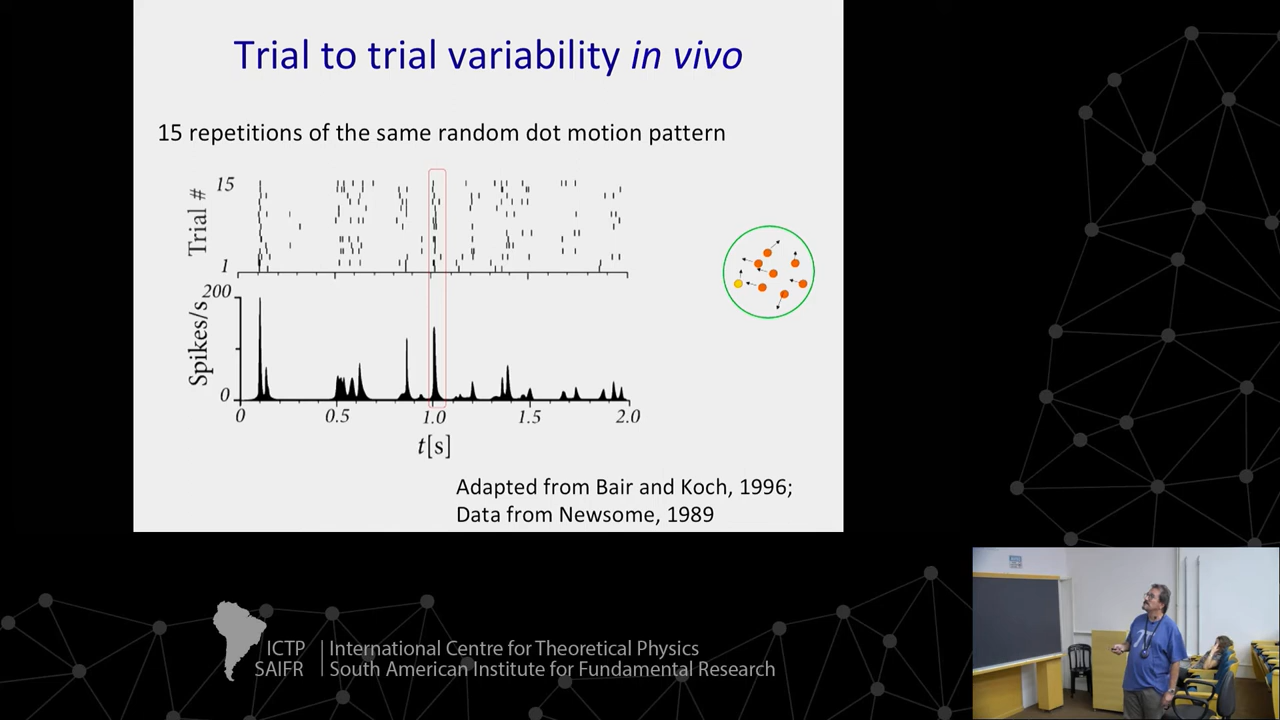 Trial to trial variability in vivo
15 repetitions of the same random dot motion pattern
15
Trial #
1
200
Spikes/s
0
0 0.5 1.0 1.5 2.0
t[s]
Adapted from Bair and Koch, 1996;
Data from Newsome, 1989
ICTP
SAIFR
International Centre for Theoretical Physics
South American Institute for Fundamental Research